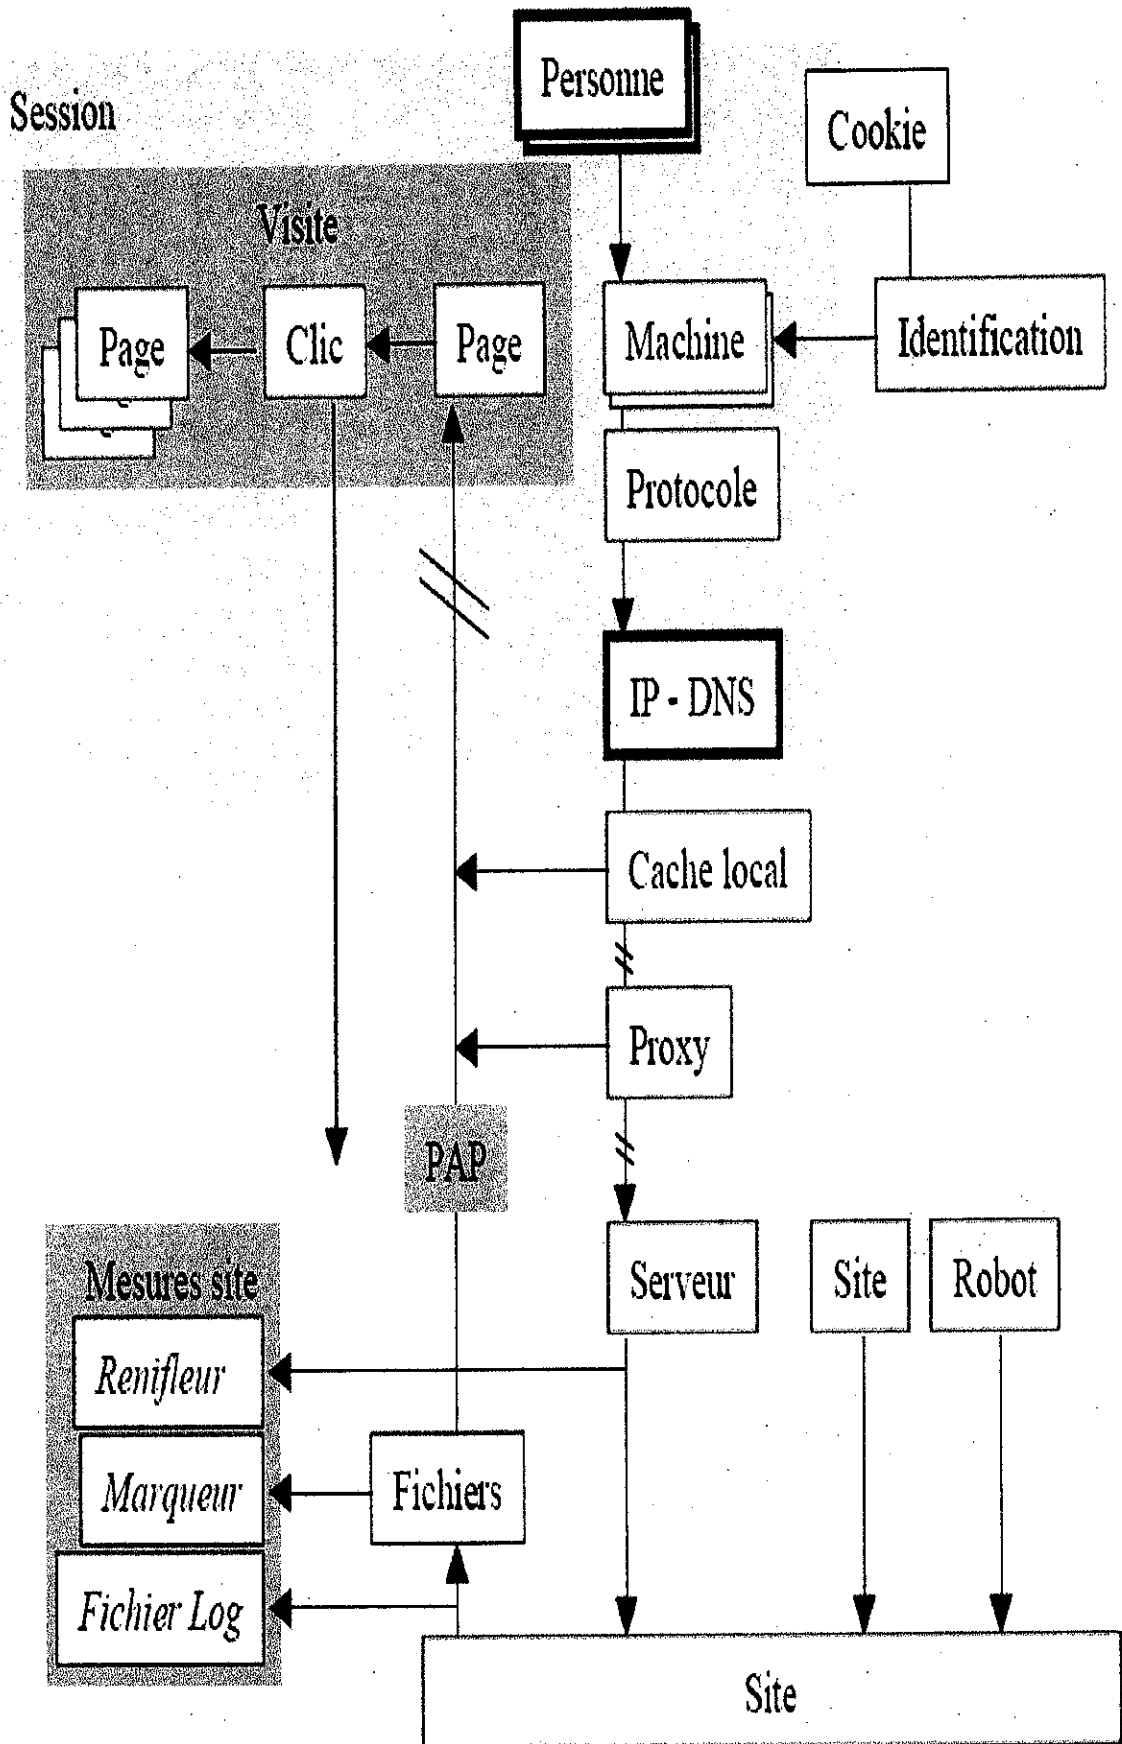 Personne
Session
Cookie
Visite
Page
Clic
Page
Machine
Identification
Protocole
IP - DNS
Cache local
Proxy
PAP
Mesures site
Serveur
Site
Robot
Renifleur
Marqueur
Fichiers
Fichier Log
Site